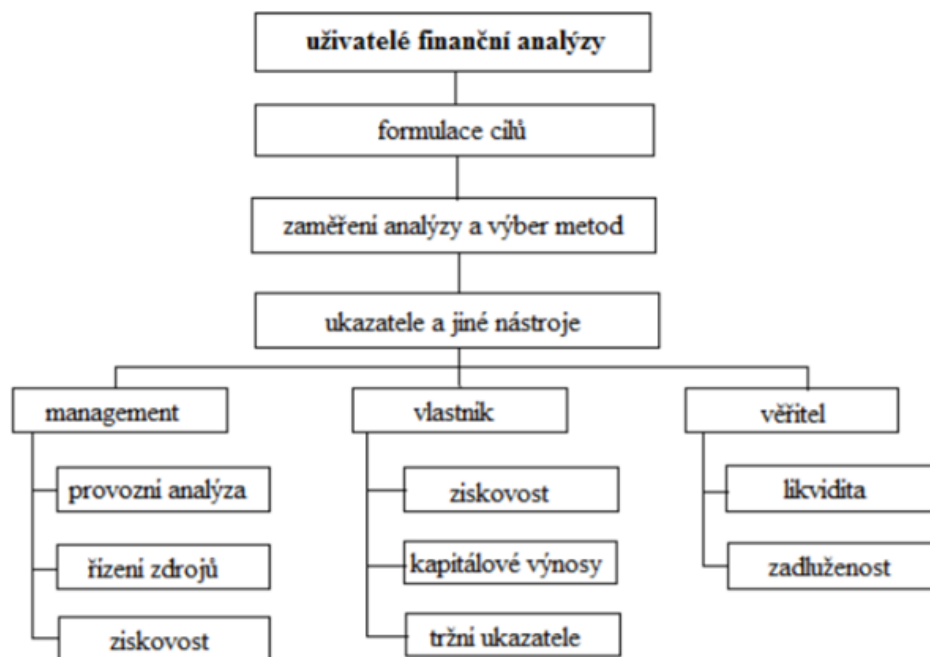 uživatelé finanční analýzy
formulace cílů
zaměření analýzy a výber metod
ukazatele a jiné nástroje
management
vlastník
věřitel
provozní analýza
ziskovost
likvidita
řízení zdrojů
kapitálové výnosy
zadluženost
ziskovost
tržní ukazatele